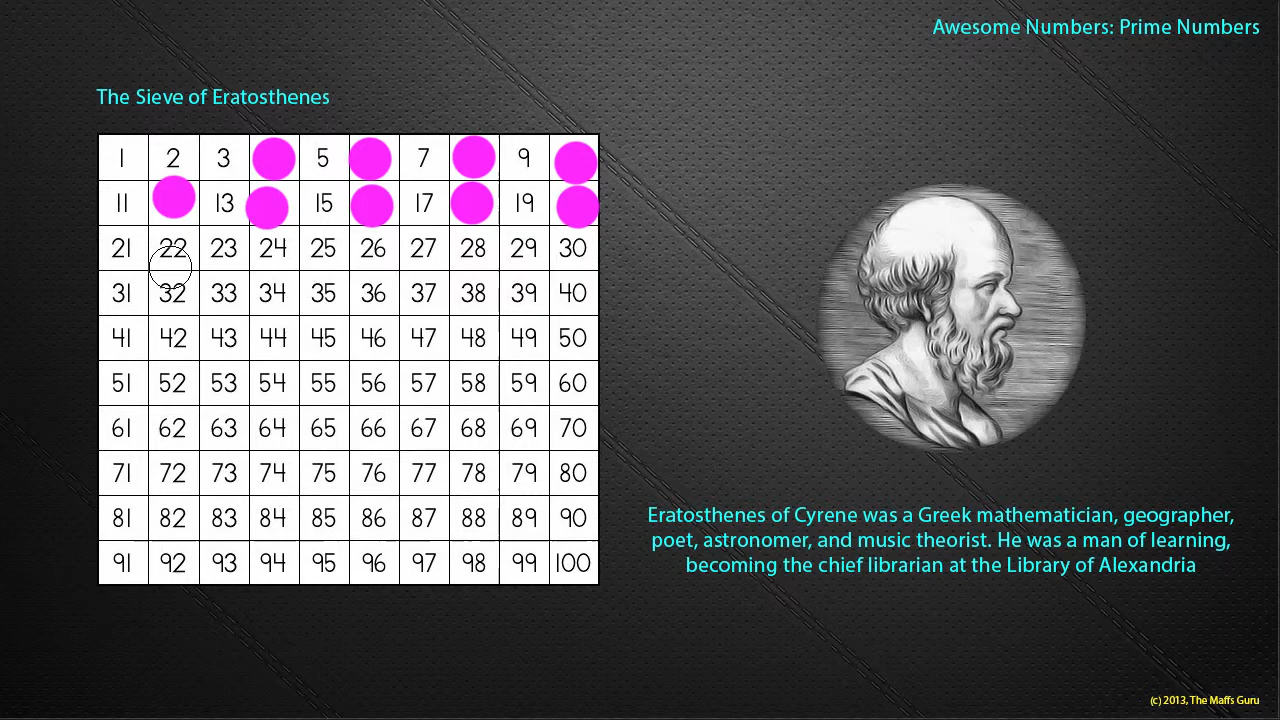 Awesome Numbers: Prime Numbers
The Sieve of Eratosthenes
1 2 3 5 7 9
11 13 15 17 19
21 22 23 24 25 26 27 28 29 30
31 32 33 34 35 36 37 38 39 40
41 42 43 44 45 46 47 48 49 50
51 52 53 54 55 56 57 58 59 60
61 62 63 64 65 66 67 68 69 70
71 72 73 74 75 76 77 78 79 80
81 82 83 84 85 86 87 88 89 90
91 92 93 94 95 96 97 98 99 100
Eratosthenes of Cyrene was a Greek mathematician, geographer,
poet, astronomer, and music theorist. He was a man of learning,
becoming the chief librarian at the Library of Alexandria
(c) 2013, The Maffs Guru